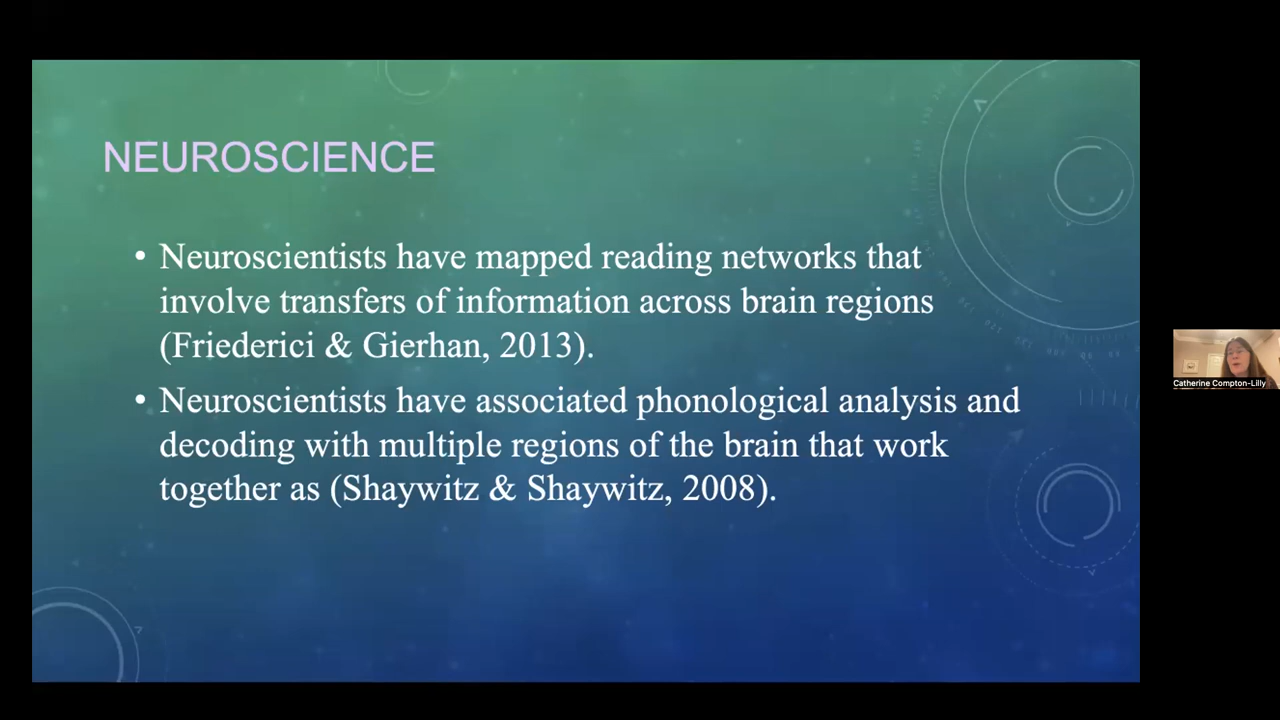 NEUROSCIENCE
• Neuroscientists have mapped reading networks that
involve transfers of information across brain regions
(Friederici & Gierhan, 2013).
• Neuroscientists have associated phonological analysis and
decoding with multiple regions of the brain that work
together as (Shaywitz & Shaywitz, 2008).
Catherine Compton-Lilly